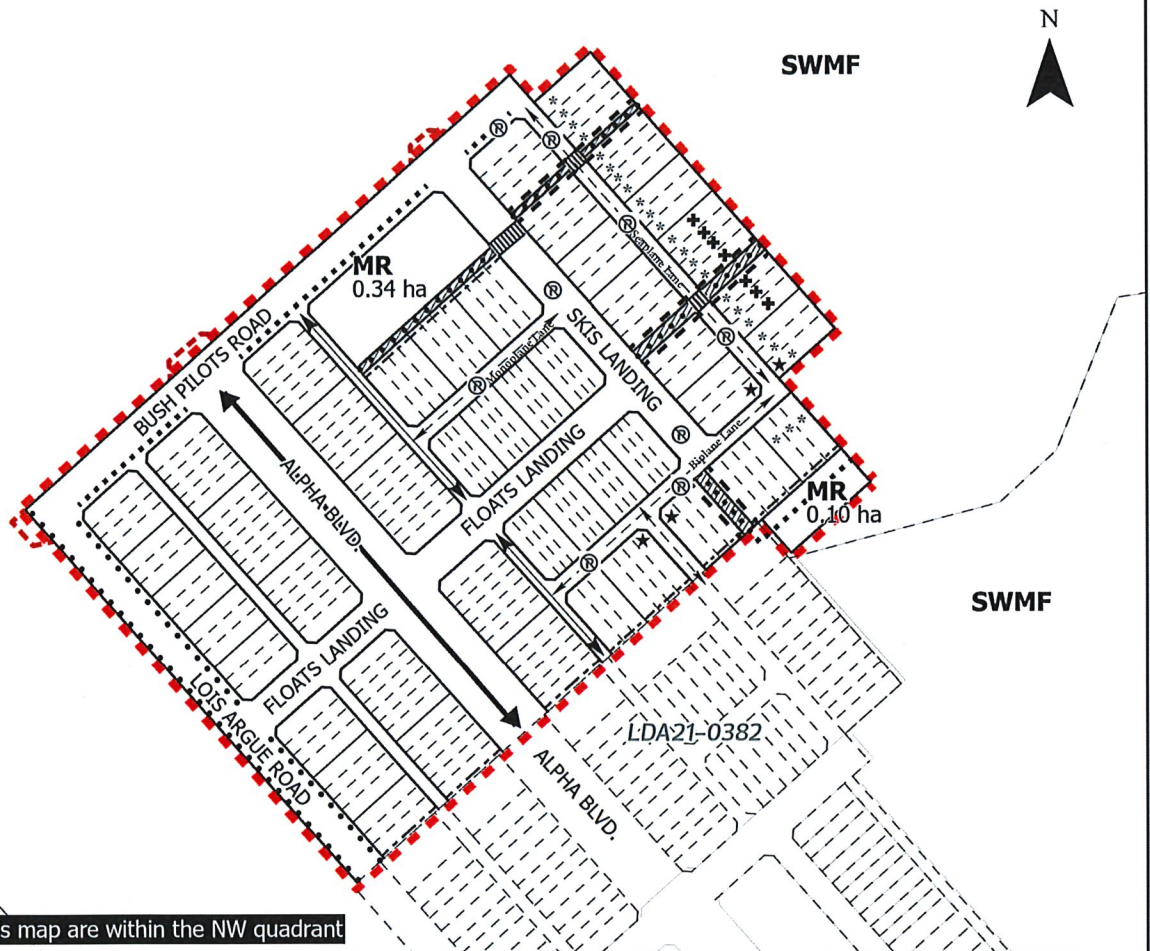 N
SWMF
MR
0.34 ha
BUSH PILOTS ROAD
Seaplane Lane
SKIS LANDING
Monoplane Lane
ALPHA BLVD.
FLOATS LANDING
Biplane Lane
MR
0.10 ha
SWMF
FLOATS LANDING
LOIS ARGUE ROAD
LDA21-0382
ALPHA BLVD.
R
R
R
R
R
R
R
R
R
s map are within the NW quadrant